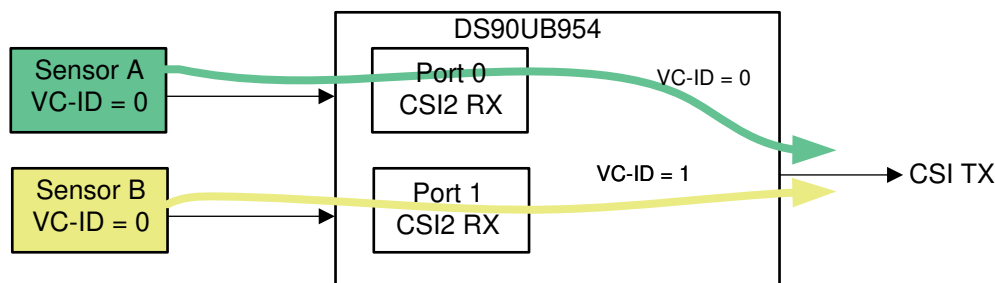 DS90UB954
Sensor A
VC-ID = 0
Port 0
CSI2 RX
VC-ID = 0
Sensor B
VC-ID = 0
Port 1
CSI2 RX
VC-ID = 1
CSI TX